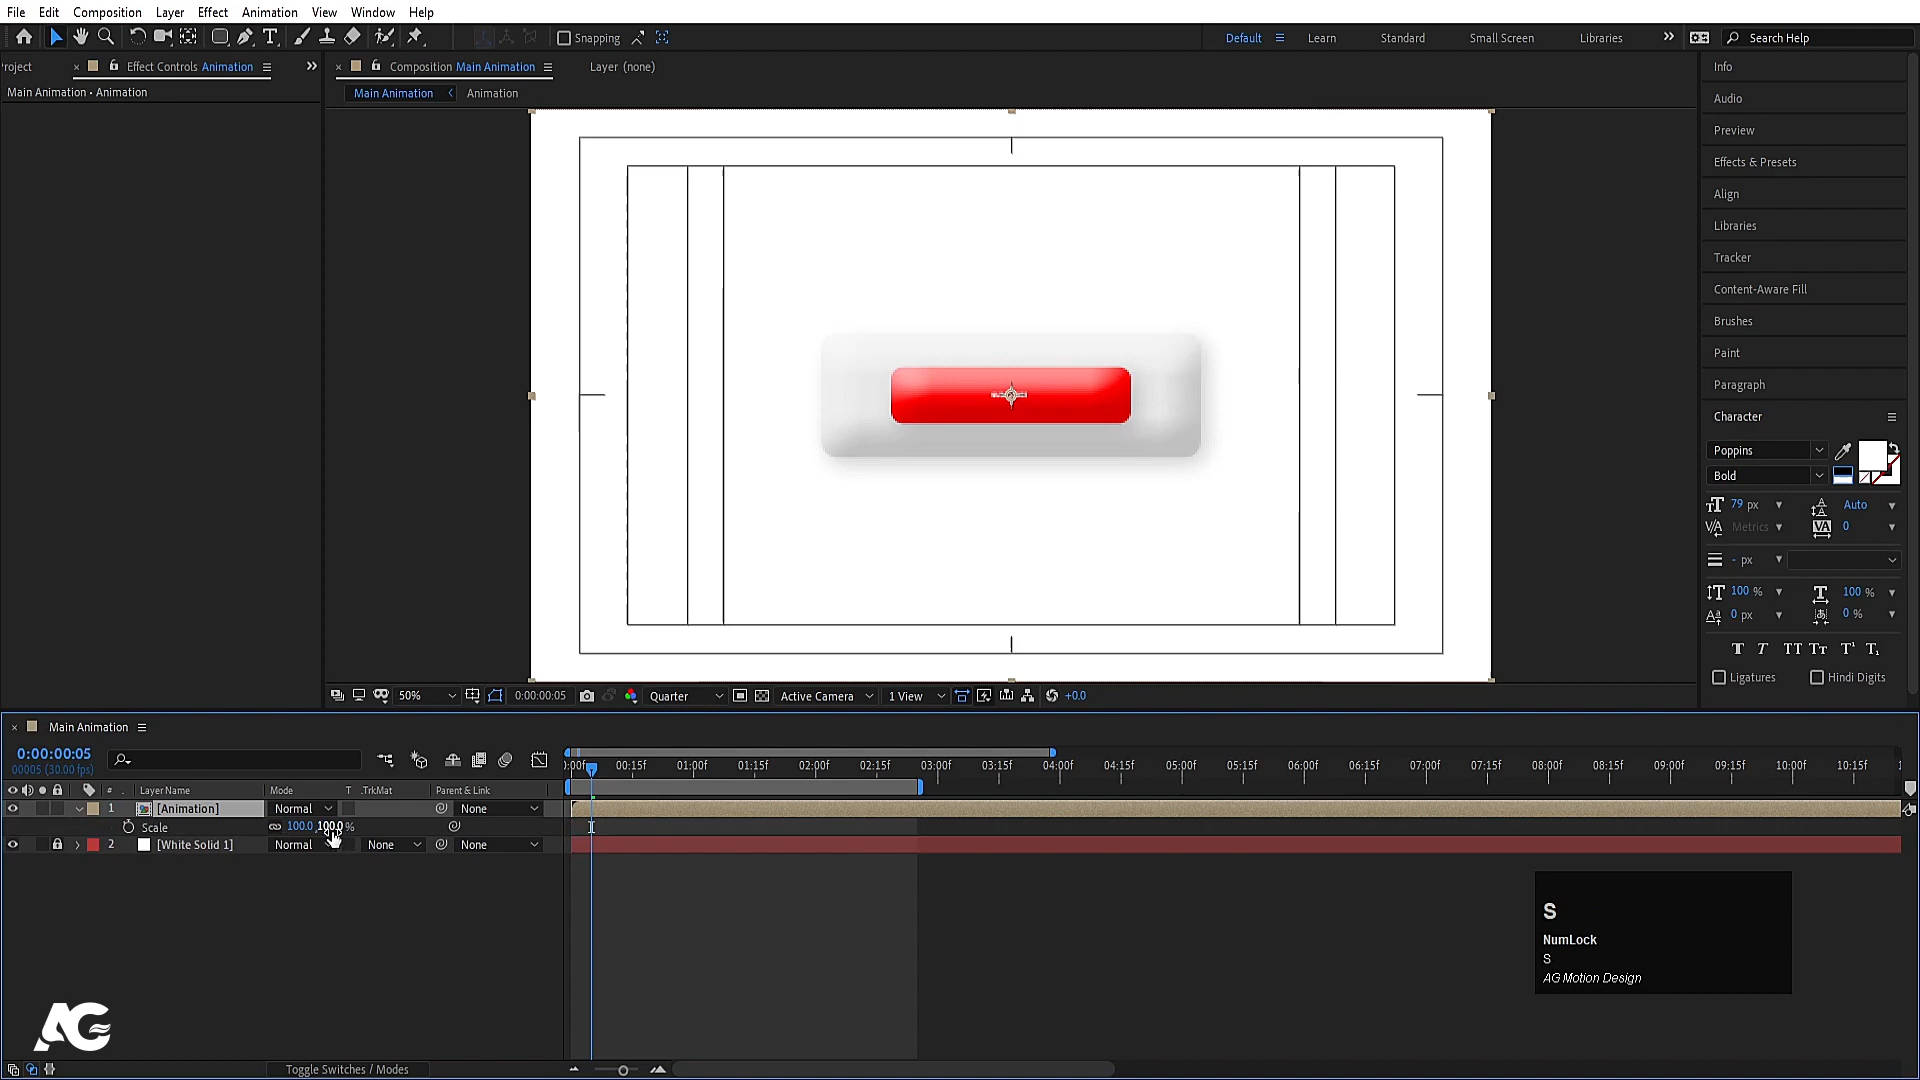 File Edit Composition Layer Effect Animation View Window Help
Snapping Default Learn Standard Small Screen Libraries Search Help
roject Effect Controls Animation Composition Main Animation Layer (none) Info
Main Animation • Animation Main Animation Animation
Audio
Preview
Effects & Presets
Align
Libraries
Tracker
Content-Aware Fill
Brushes
Paint
Paragraph
Character
Poppins
Bold
79 px Auto
Metrics 0
- px
100 % 100 %
0 px 0 %
Ligatures Hindi Digits
50% 0:00:00:05 Quarter Active Camera 1 View +0.0
Main Animation
0:00:00:05
00005 (30.00 fps)
):00f 00:15f 01:00f 01:15f 02:00f 02:15f 03:00f 03:15f 04:00f 04:15f 05:00f 05:15f 06:00f 06:15f 07:00f 07:15f 08:00f 08:15f 09:00f 09:15f 10:00f 10:15f
# Layer Name Mode T .TrkMat Parent & Link
1 [Animation] Normal None
Scale 100.0, 100.0 %
2 [White Solid 1] Normal None None
S
NumLock
S
AG Motion Design
AG
Toggle Switches / Modes